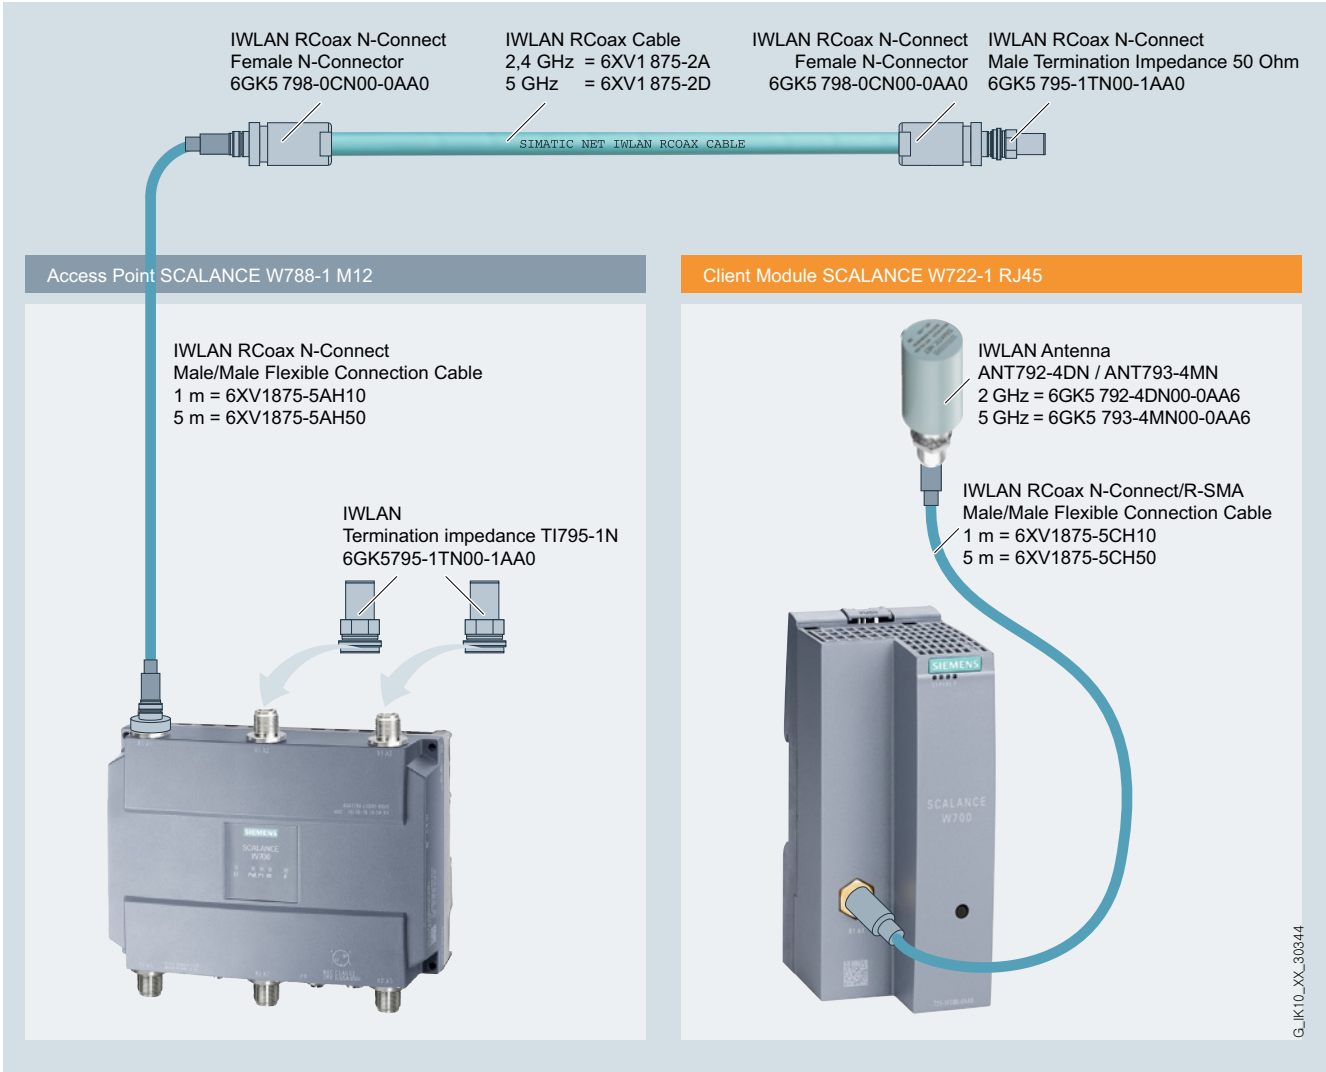 IWLAN RCoax N-Connect
Female N-Connector
6GK5 798-0CN00-0AA0
IWLAN RCoax Cable
2,4 GHz = 6XV1 875-2A
5 GHz = 6XV1 875-2D
IWLAN RCoax N-Connect
Female N-Connector
6GK5 798-0CN00-0AA0
IWLAN RCoax N-Connect
Male Termination Impedance 50 Ohm
6GK5 795-1TN00-1AA0
SIMATIC NET IWLAN RCOAX CABLE
Access Point SCALANCE W788-1 M12
IWLAN RCoax N-Connect
Male/Male Flexible Connection Cable
1 m = 6XV1875-5AH10
5 m = 6XV1875-5AH50
IWLAN
Termination impedance TI795-1N
6GK5795-1TN00-1AA0
SIEMENS
SCALANCE
W700
Client Module SCALANCE W722-1 RJ45
IWLAN Antenna
ANT792-4DN / ANT793-4MN
2 GHz = 6GK5 792-4DN00-0AA6
5 GHz = 6GK5 793-4MN00-0AA6
IWLAN RCoax N-Connect/R-SMA
Male/Male Flexible Connection Cable
1 m = 6XV1875-5CH10
5 m = 6XV1875-5CH50
SIEMENS
SCALANCE
W700
G_IK10_XX_30344